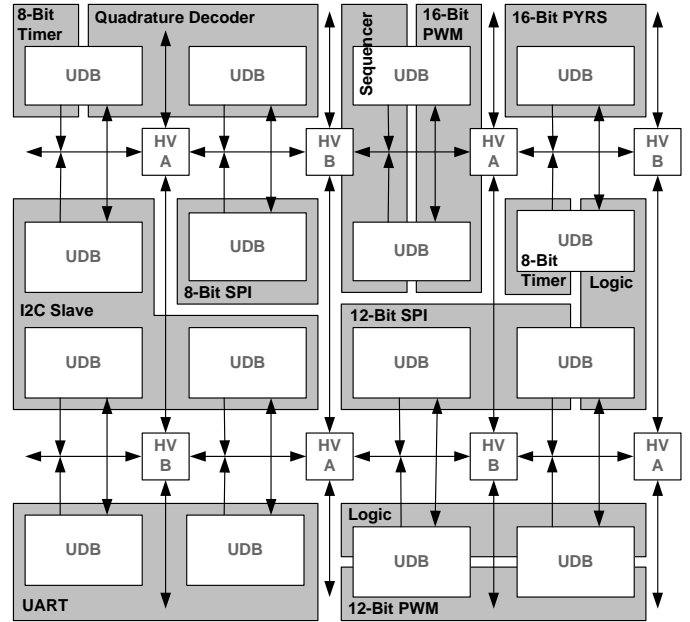 8-Bit
Timer
Quadrature Decoder
Sequencer
16-Bit
PWM
16-Bit PYRS
UDB
UDB
UDB
UDB
HV
A
HV
B
HV
A
HV
B
UDB
UDB
UDB
UDB
8-Bit SPI
8-Bit
Timer
Logic
I2C Slave
12-Bit SPI
UDB
UDB
UDB
UDB
HV
B
HV
A
HV
B
HV
A
Logic
UDB
UDB
UDB
UDB
UART
12-Bit PWM